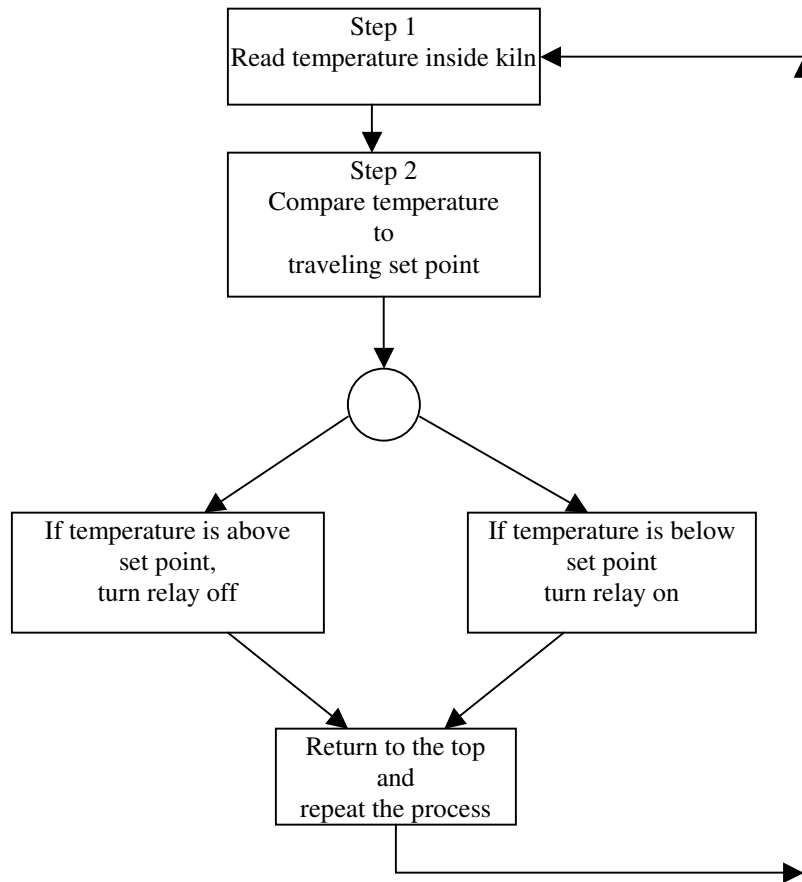 Step 1
Read temperature inside kiln
Step 2
Compare temperature
to
traveling set point
If temperature is above
set point,
turn relay off
If temperature is below
set point
turn relay on
Return to the top
and
repeat the process